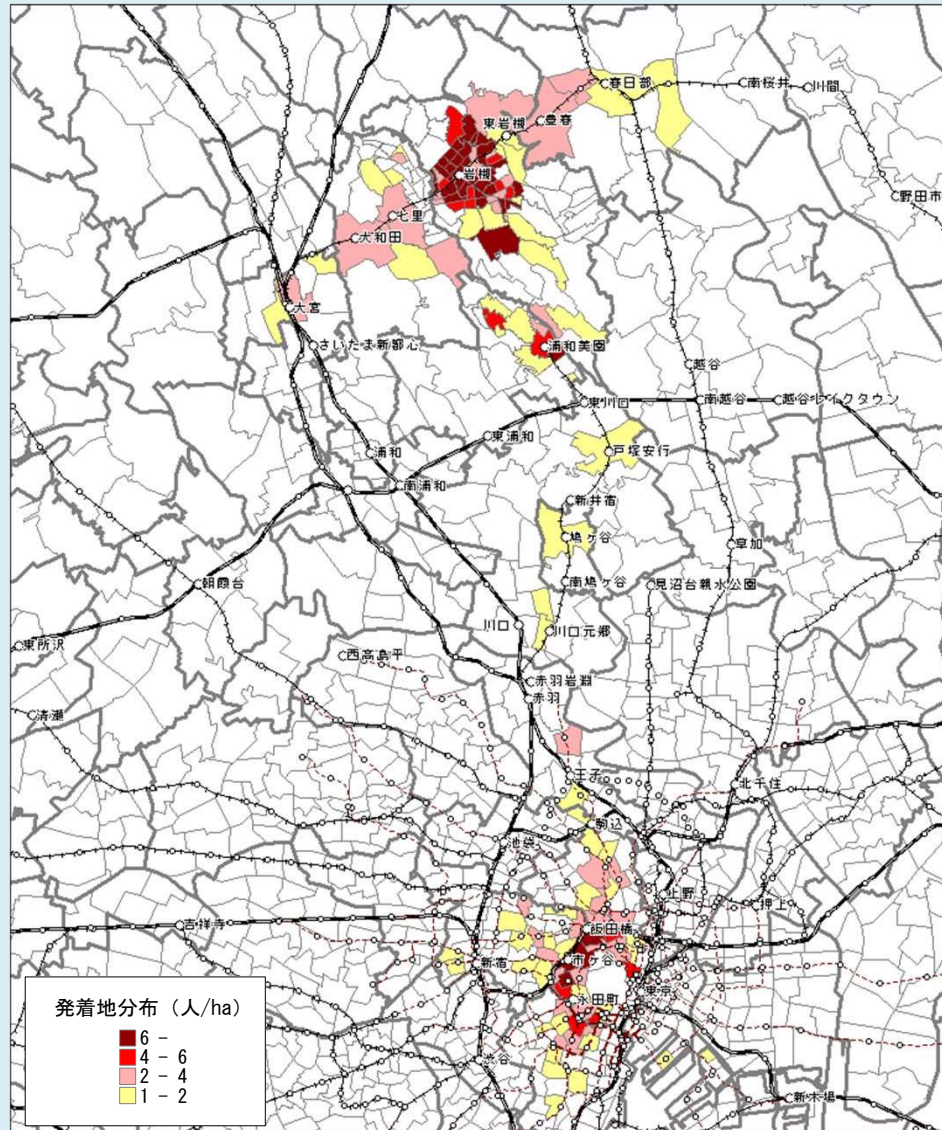 春日部
南桜井
川間
東岩槻
豊春
岩槻
野田市
七里
大和田
大宮
さいたま新都心
浦和美園
越谷
東川口
南越谷
越谷レイクタウン
東浦和
戸塚安行
浦和
南浦和
新井宿
鳩ヶ谷
草加
朝霞台
南鳩ヶ谷
見沼台親水公園
川口
川口元郷
東所沢
西高島平
赤羽岩淵
赤羽
清瀬
王子
北千住
駒込
池袋
上野
押上
吉祥寺
飯田橋
新宿
市ヶ谷
東京
永田町
渋谷
新木場
発着地分布（人/ha）
6 -
4 - 6
2 - 4
1 - 2